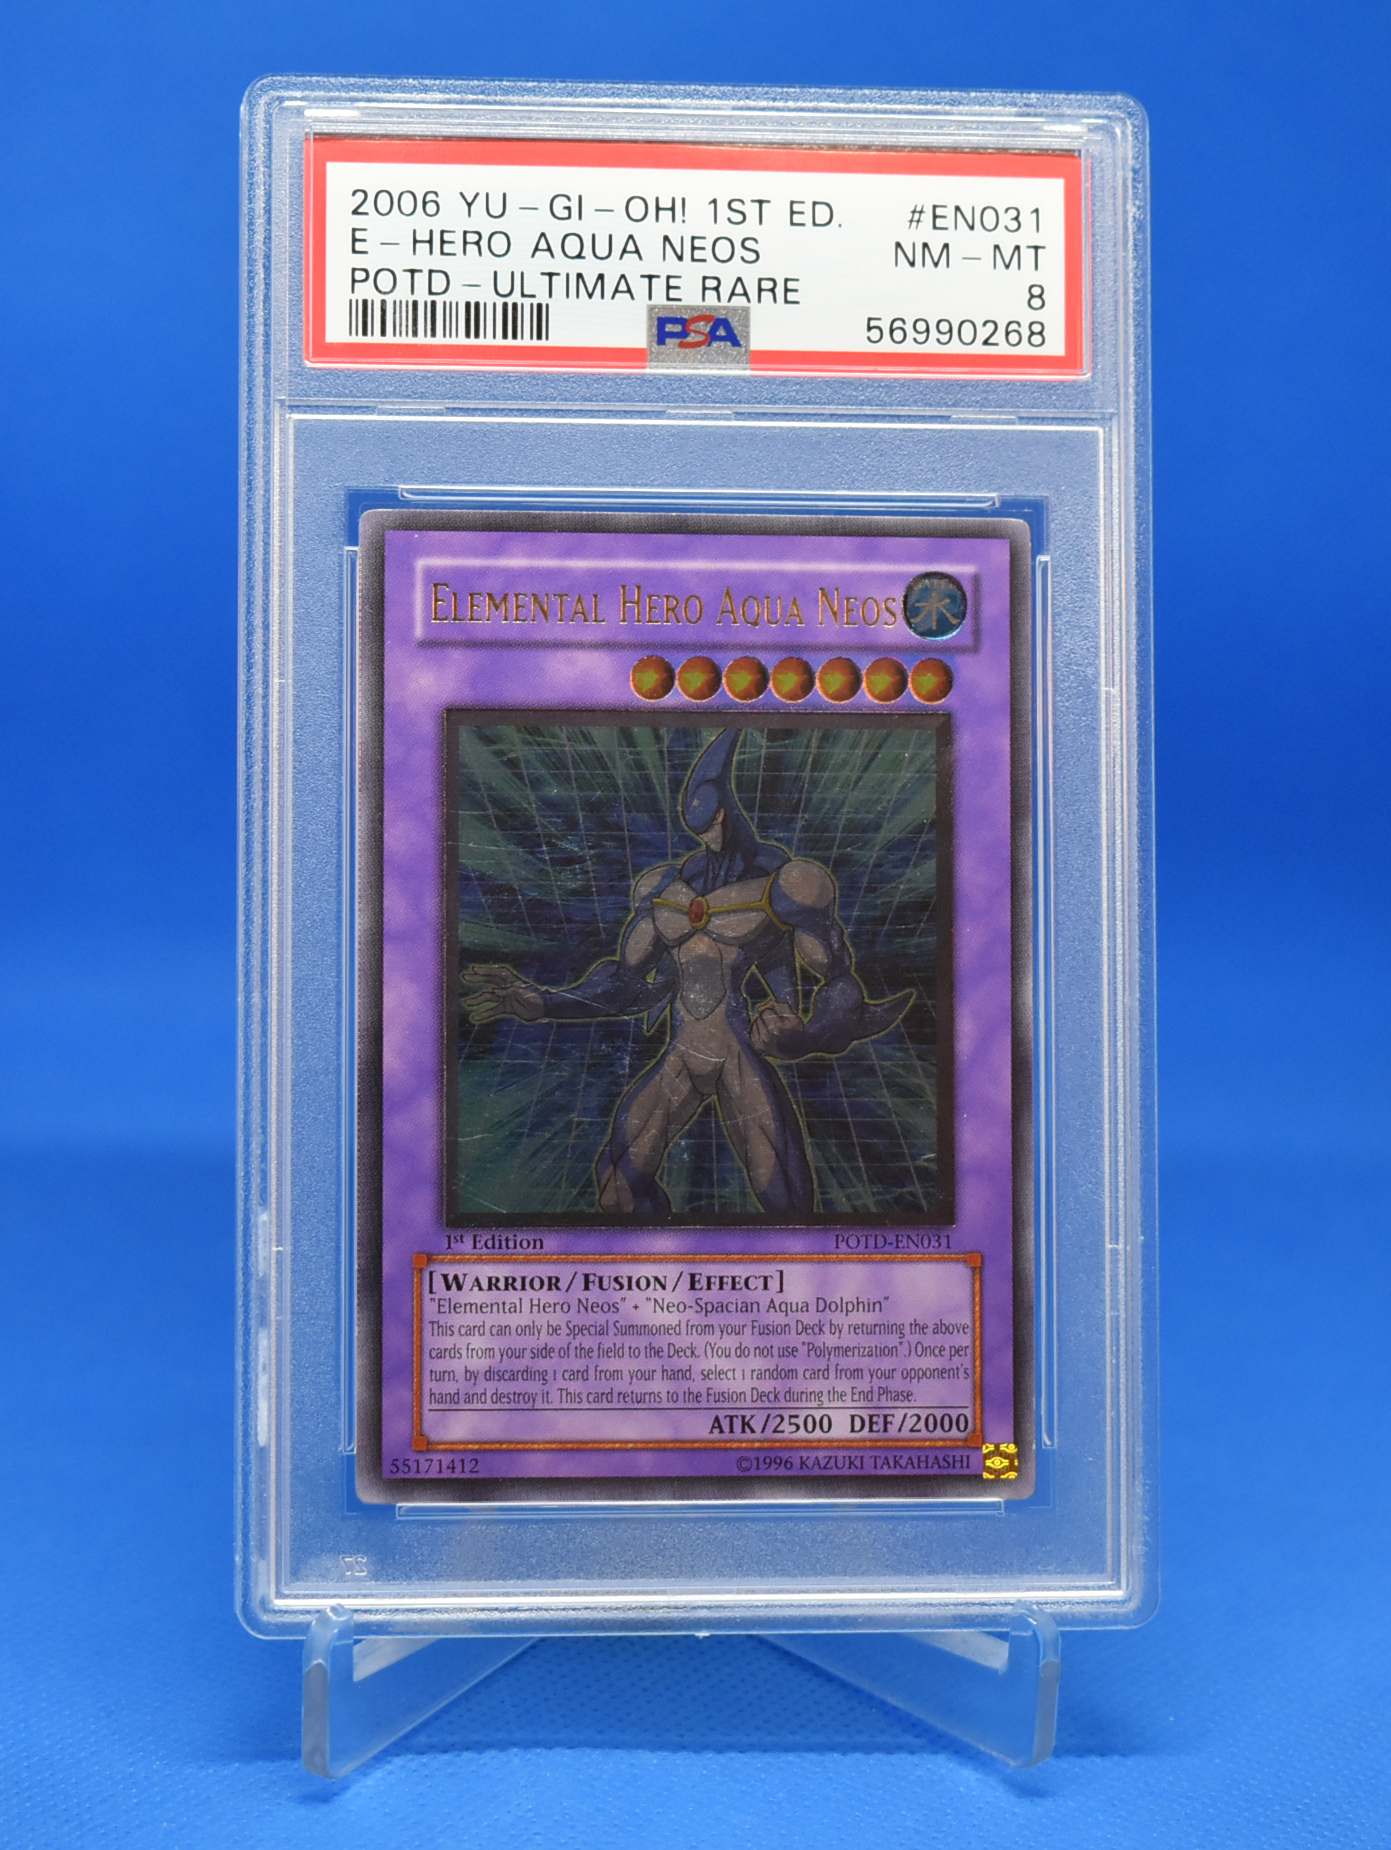 2006 YU-GI-OH! 1ST ED. #EN031
E-HERO AQUA NEOS NM-MT
POTD-ULTIMATE RARE 8
PSA 56990268
ELEMENTAL HERO AQUA NEOS
水
1st Edition POTD-EN031
[WARRIOR/FUSION/EFFECT]
"Elemental Hero Neos" + "Neo-Spacian Aqua Dolphin"
This card can only be Special Summoned from your Fusion Deck by returning the above
cards from your side of the field to the Deck. (You do not use "Polymerization".) Once per
turn, by discarding 1 card from your hand, select 1 random card from your opponent's
hand and destroy it. This card returns to the Fusion Deck during the End Phase.
ATK/2500 DEF/2000
55171412 ©1996 KAZUKI TAKAHASHI
27